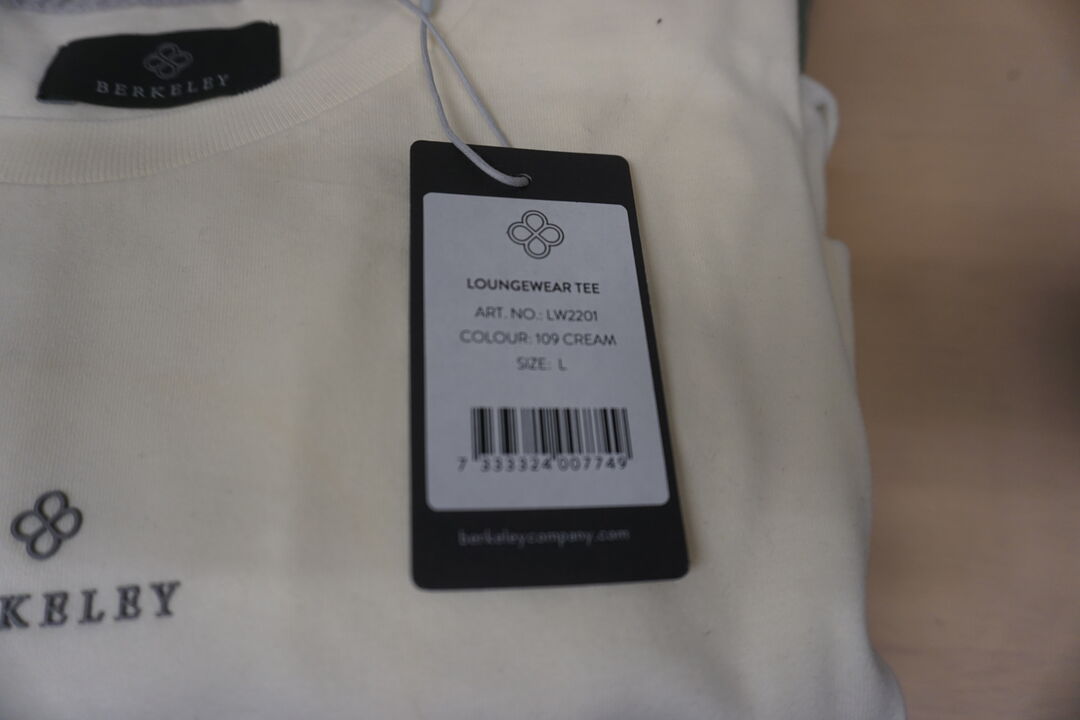 BERKELEY
LOUNGEWEAR TEE
ART. NO.: LW2201
COLOUR: 109 CREAM
SIZE: L
7 333324 007749
berkeleycompany.com
KELEY